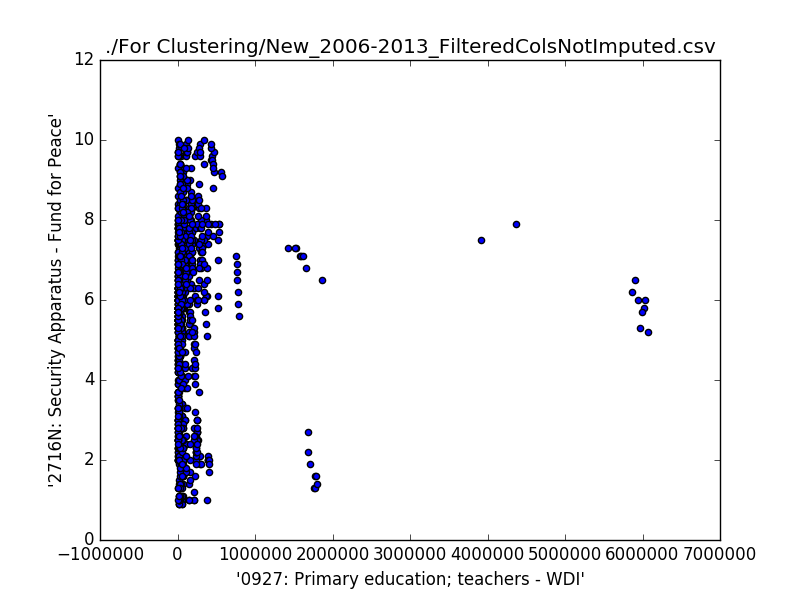 ./For Clustering/New_2006-2013_FilteredColsNotImputed.csv
12
10
8
6
4
2
0
'2716N: Security Apparatus - Fund for Peace'
−1000000 0 1000000 2000000 3000000 4000000 5000000 6000000 7000000
'0927: Primary education; teachers - WDI'